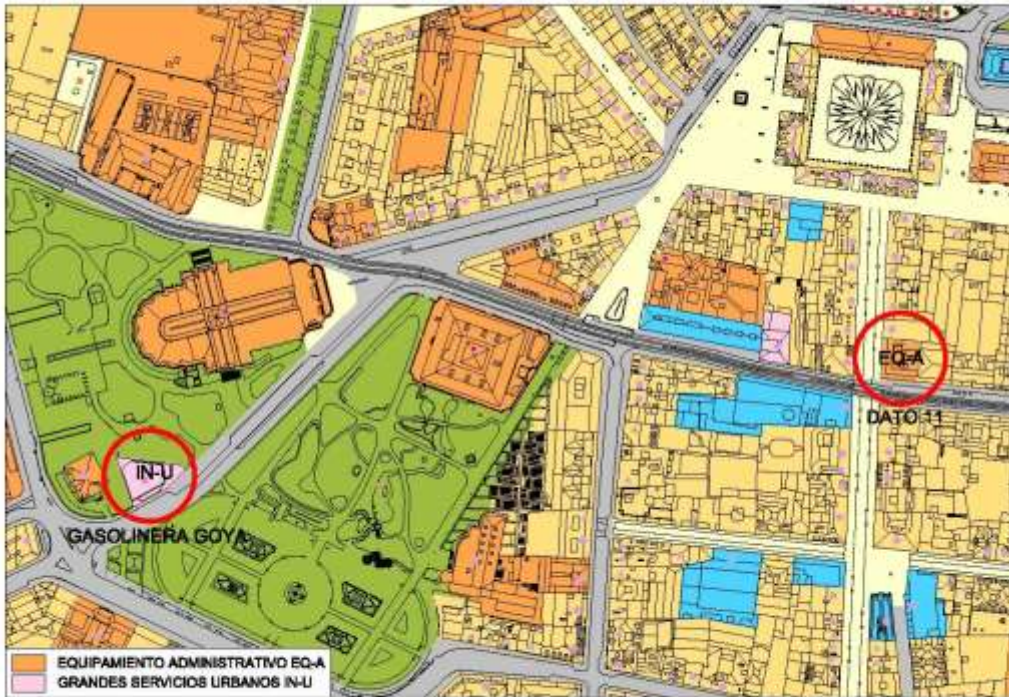 EQ-A
DATO 11
IN-U
GASOLINERA GOYA
EQUIPAMIENTO ADMINISTRATIVO EQ-A
GRANDES SERVICIOS URBANOS IN-U